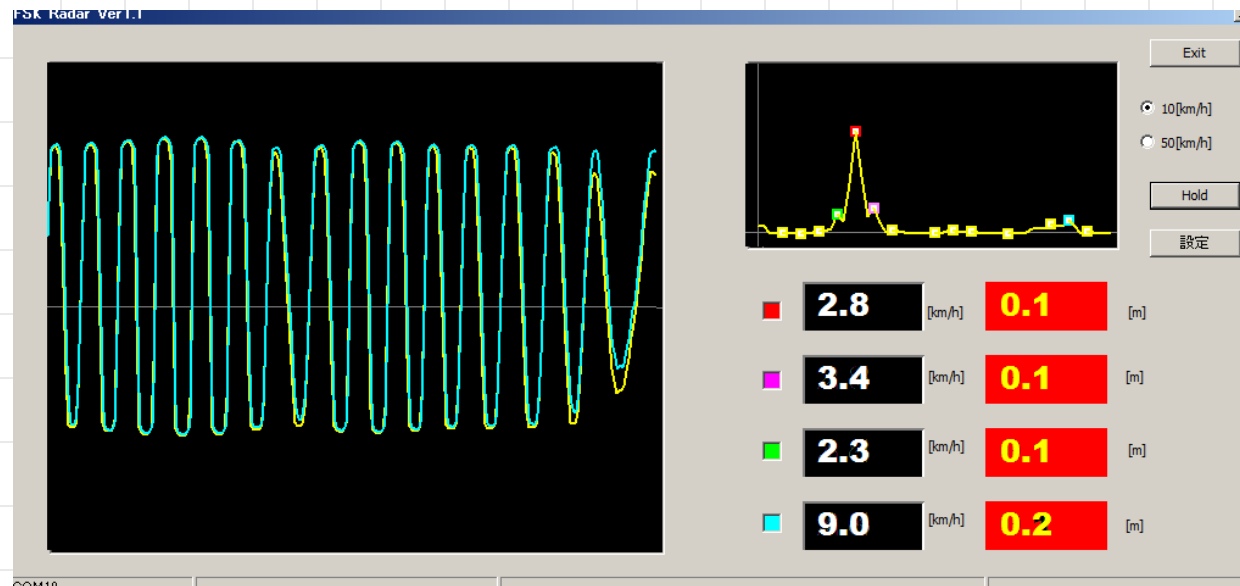 FSK Radar Ver1.1
Exit
10[km/h]
50[km/h]
Hold
設定
2.8 [km/h] 0.1 [m]
3.4 [km/h] 0.1 [m]
2.3 [km/h] 0.1 [m]
9.0 [km/h] 0.2 [m]
COM18